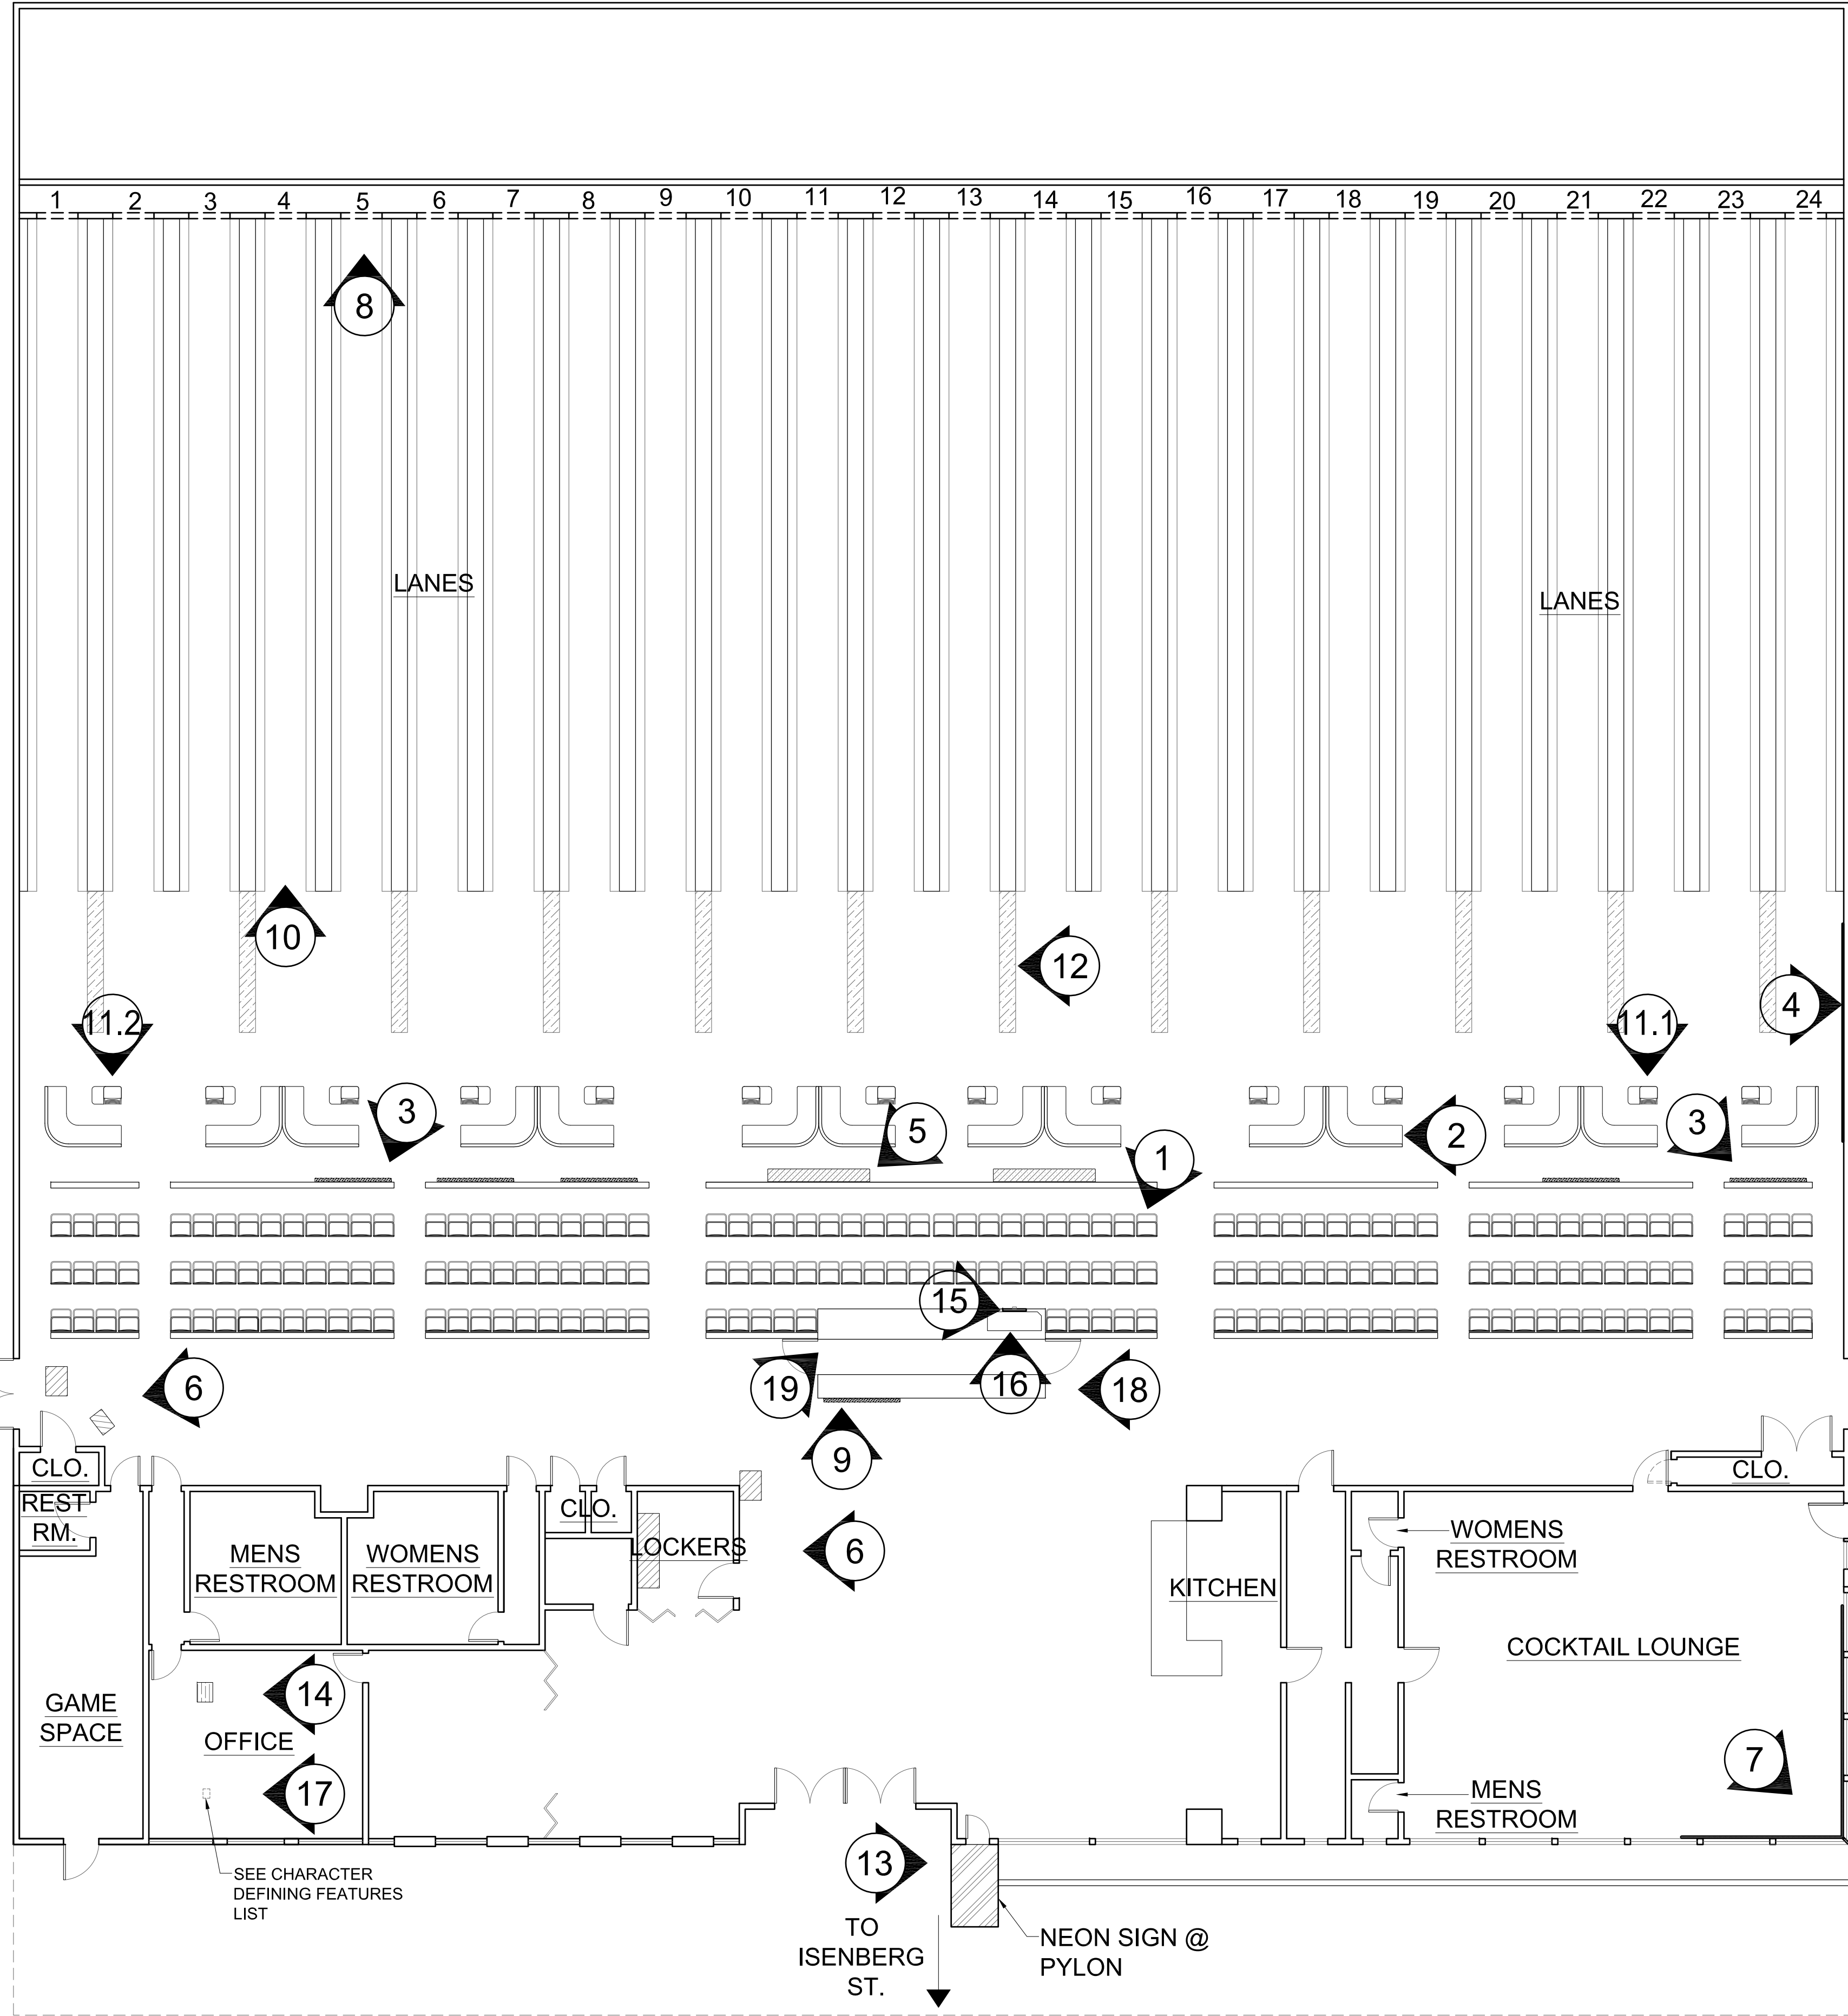 1 2 3 4 5 6 7 8 9 10 11 12 13 14 15 16 17 18 19 20 21 22 23 24
8
LANES
LANES
10
12
4
11.2
11.1
3
5
1
2
3
15
6
19
16
18
9
CLO.
CLO.
REST
RM.
CLO.
LOCKERS
6
MENS
RESTROOM
WOMENS
RESTROOM
KITCHEN
WOMENS
RESTROOM
COCKTAIL LOUNGE
GAME
SPACE
14
OFFICE
17
7
MENS
RESTROOM
SEE CHARACTER
DEFINING FEATURES
LIST
13
TO
ISENBERG
ST.
NEON SIGN @
PYLON